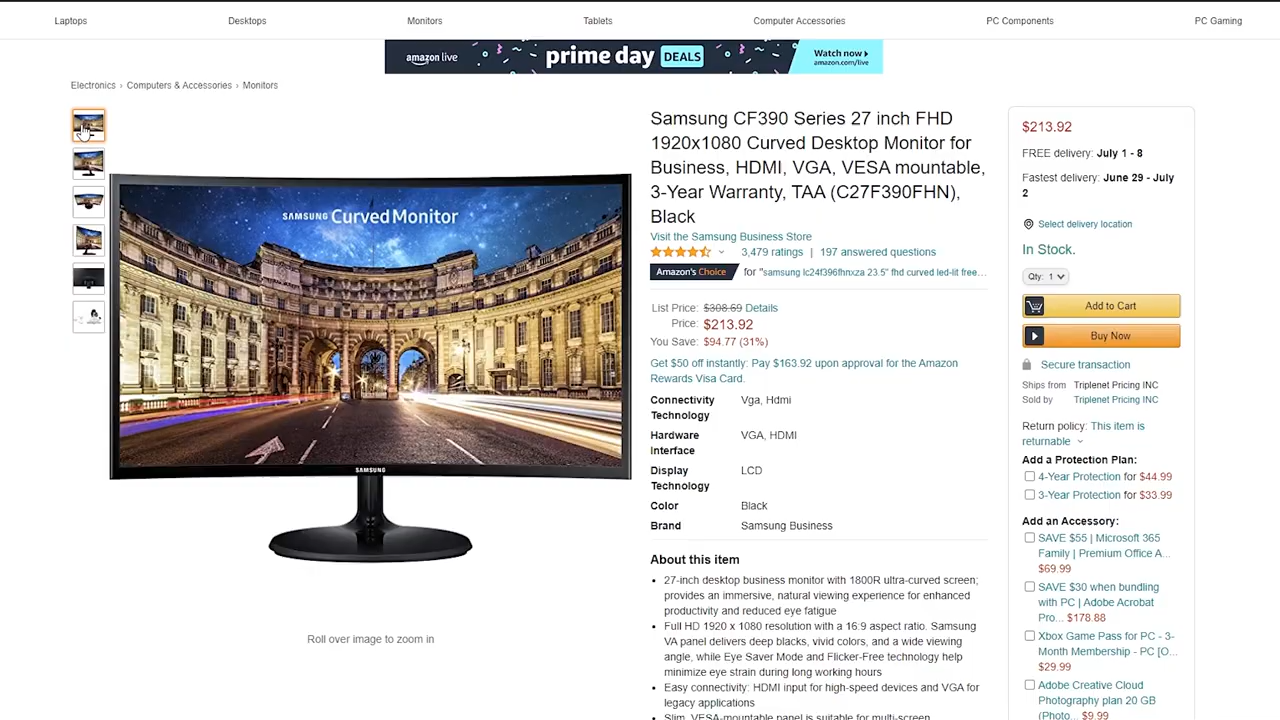 Laptops
Desktops
Monitors
Tablets
Computer Accessories
PC Components
PC Gaming
amazon live
prime day DEALS
Watch now
amazon.com/live
Electronics › Computers & Accessories › Monitors
SAMSUNG Curved Monitor
SAMSUNG
Roll over image to zoom in
Samsung CF390 Series 27 inch FHD
1920x1080 Curved Desktop Monitor for
Business, HDMI, VGA, VESA mountable,
3-Year Warranty, TAA (C27F390FHN),
Black
Visit the Samsung Business Store
3,479 ratings | 197 answered questions
Amazon's Choice for "samsung lc24f396fhnxza 23.5" fhd curved led-lit free…
List Price: $308.69 Details
Price: $213.92
You Save: $94.77 (31%)
Get $50 off instantly: Pay $163.92 upon approval for the Amazon
Rewards Visa Card.
Connectivity Vga, Hdmi
Technology
Hardware VGA, HDMI
Interface
Display LCD
Technology
Color Black
Brand Samsung Business
About this item
• 27-inch desktop business monitor with 1800R ultra-curved screen;
provides an immersive, natural viewing experience for enhanced
productivity and reduced eye fatigue
• Full HD 1920 x 1080 resolution with a 16:9 aspect ratio. Samsung
VA panel delivers deep blacks, vivid colors, and a wide viewing
angle, while Eye Saver Mode and Flicker-Free technology help
minimize eye strain during long working hours
• Easy connectivity: HDMI input for high-speed devices and VGA for
legacy applications
• Slim, VESA-mountable panel is suitable for multi-screen
$213.92
FREE delivery: July 1 - 8
Fastest delivery: June 29 - July
2
Select delivery location
In Stock.
Qty: 1
Add to Cart
Buy Now
Secure transaction
Ships from Triplenet Pricing INC
Sold by Triplenet Pricing INC
Return policy: This item is
returnable
Add a Protection Plan:
4-Year Protection for $44.99
3-Year Protection for $33.99
Add an Accessory:
SAVE $55 | Microsoft 365
Family | Premium Office A...
$69.99
SAVE $30 when bundling
with PC | Adobe Acrobat
Pro... $178.88
Xbox Game Pass for PC - 3-
Month Membership - PC [O...
$29.99
Adobe Creative Cloud
Photography plan 20 GB
(Photo... $9.99